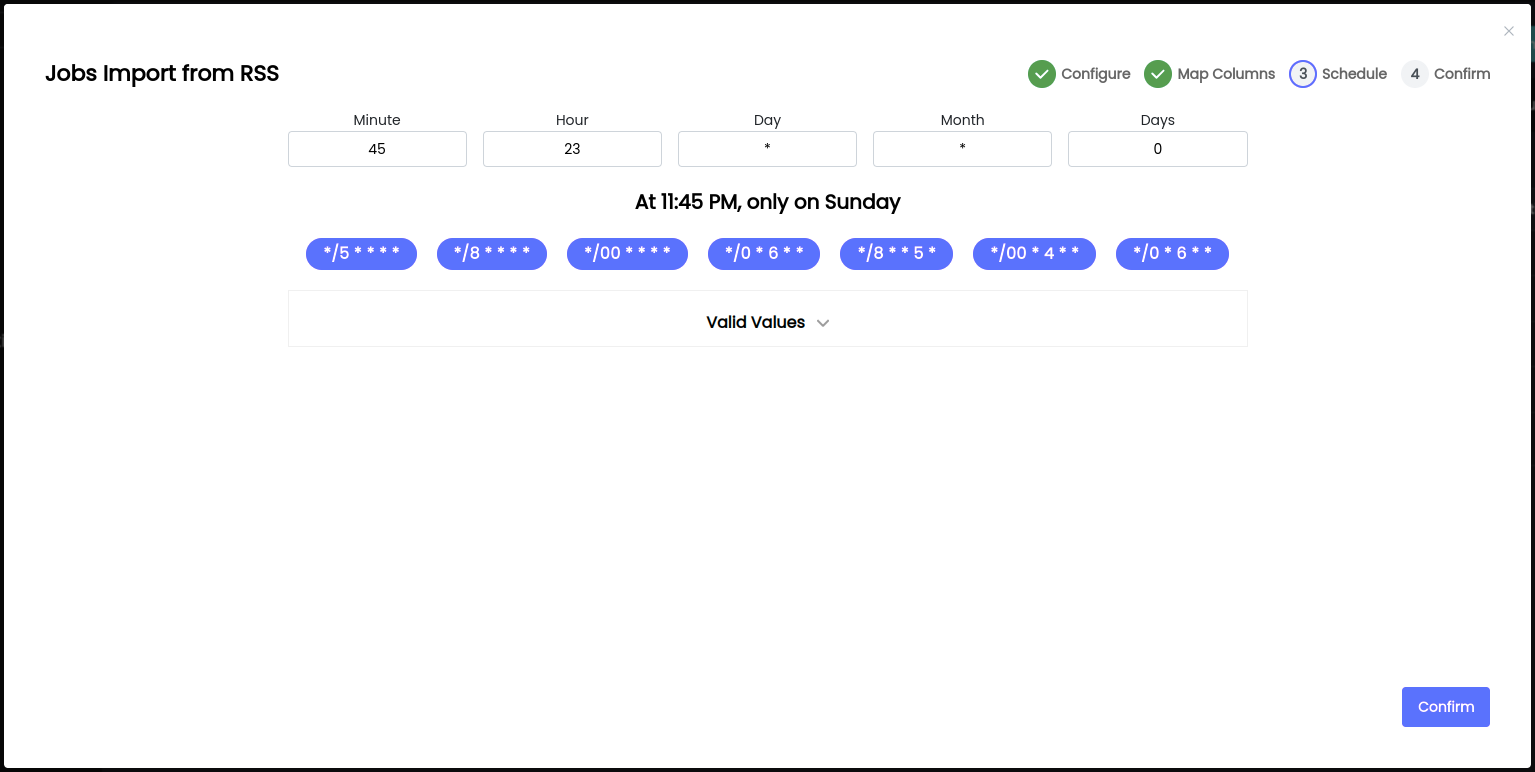 Jobs Import from RSS
Configure
Map Columns
3 Schedule
4 Confirm
Minute Hour Day Month Days
45 23 * * 0
At 11:45 PM, only on Sunday
*/5 * * * * */8 * * * * */00 * * * * */0 * 6 * * */8 * * 5 * */00 * 4 * * */0 * 6 * *
Valid Values
Confirm